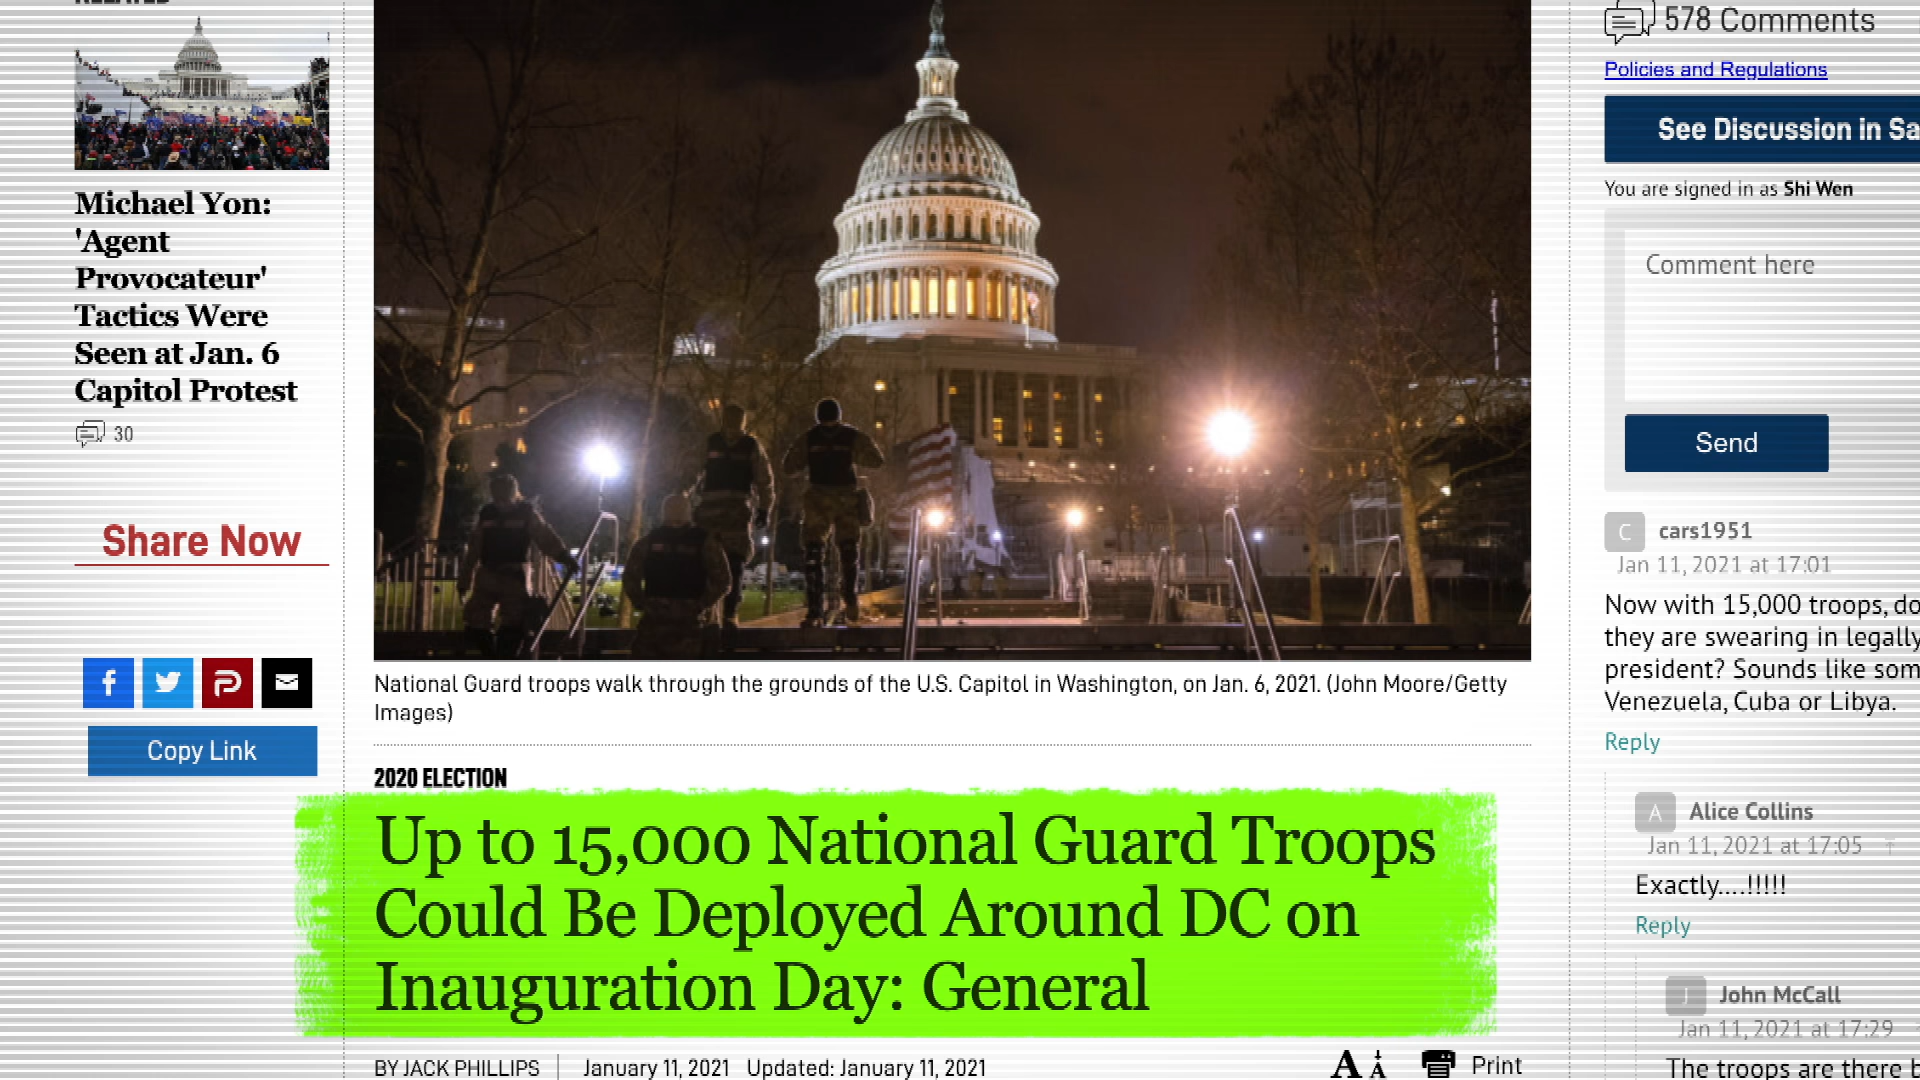 RELATED
Michael Yon:
'Agent
Provocateur'
Tactics Were
Seen at Jan. 6
Capitol Protest
30
Share Now
Copy Link
National Guard troops walk through the grounds of the U.S. Capitol in Washington, on Jan. 6, 2021. (John Moore/Getty
Images)
2020 ELECTION
Up to 15,000 National Guard Troops
Could Be Deployed Around DC on
Inauguration Day: General
BY JACK PHILLIPS
January 11, 2021 Updated: January 11, 2021
Print
578 Comments
Policies and Regulations
See Discussion in Sa
You are signed in as Shi Wen
Comment here
Send
C cars1951
Jan 11, 2021 at 17:01
Now with 15,000 troops, do
they are swearing in legally
president? Sounds like som
Venezuela, Cuba or Libya.
Reply
A Alice Collins
Jan 11, 2021 at 17:05
Exactly....!!!!!
Reply
J John McCall
Jan 11, 2021 at 17:29
The troops are there b